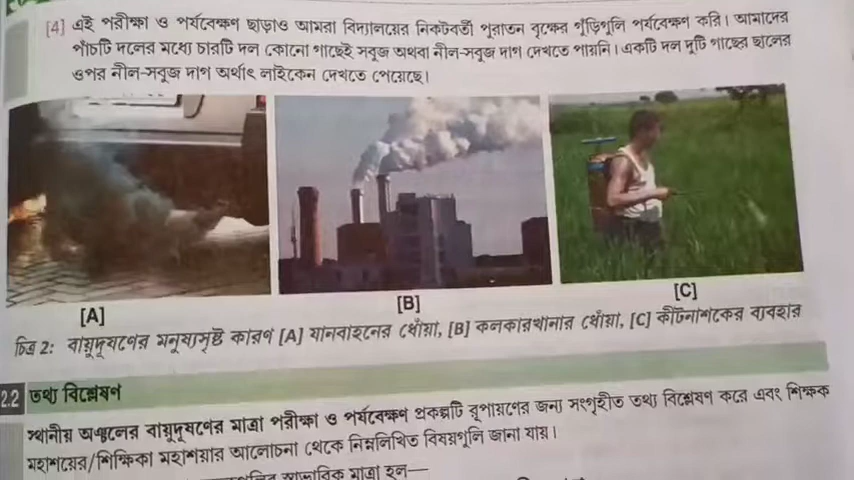 [4] এই পরীক্ষা ও পর্যবেক্ষণ ছাড়াও আমরা বিদ্যালয়ের নিকটবর্তী পুরাতন বৃক্ষের গুঁড়িগুলি পর্যবেক্ষণ করি। আমাদের
পাঁচটি দলের মধ্যে চারটি দল কোনো গাছেই সবুজ অথবা নীল-সবুজ দাগ দেখতে পায়নি। একটি দল দুটি গাছের ছালের
ওপর নীল-সবুজ দাগ অর্থাৎ লাইকেন দেখতে পেয়েছে।
[A]
[B]
[C]
চিত্র 2: বায়ুদূষণের মনুষ্যসৃষ্ট কারণ [A] যানবাহনের ধোঁয়া, [B] কলকারখানার ধোঁয়া, [C] কীটনাশকের ব্যবহার
2.2 তথ্য বিশ্লেষণ
স্থানীয় অঞ্চলের বায়ুদূষণের মাত্রা পরীক্ষা ও পর্যবেক্ষণ প্রকল্পটি রূপায়ণের জন্য সংগৃহীত তথ্য বিশ্লেষণ করে এবং শিক্ষক
মহাশয়ের/শিক্ষিকা মহাশয়ার আলোচনা থেকে নিম্নলিখিত বিষয়গুলি জানা যায়।
স্বাভাবিক মাত্রা হল—